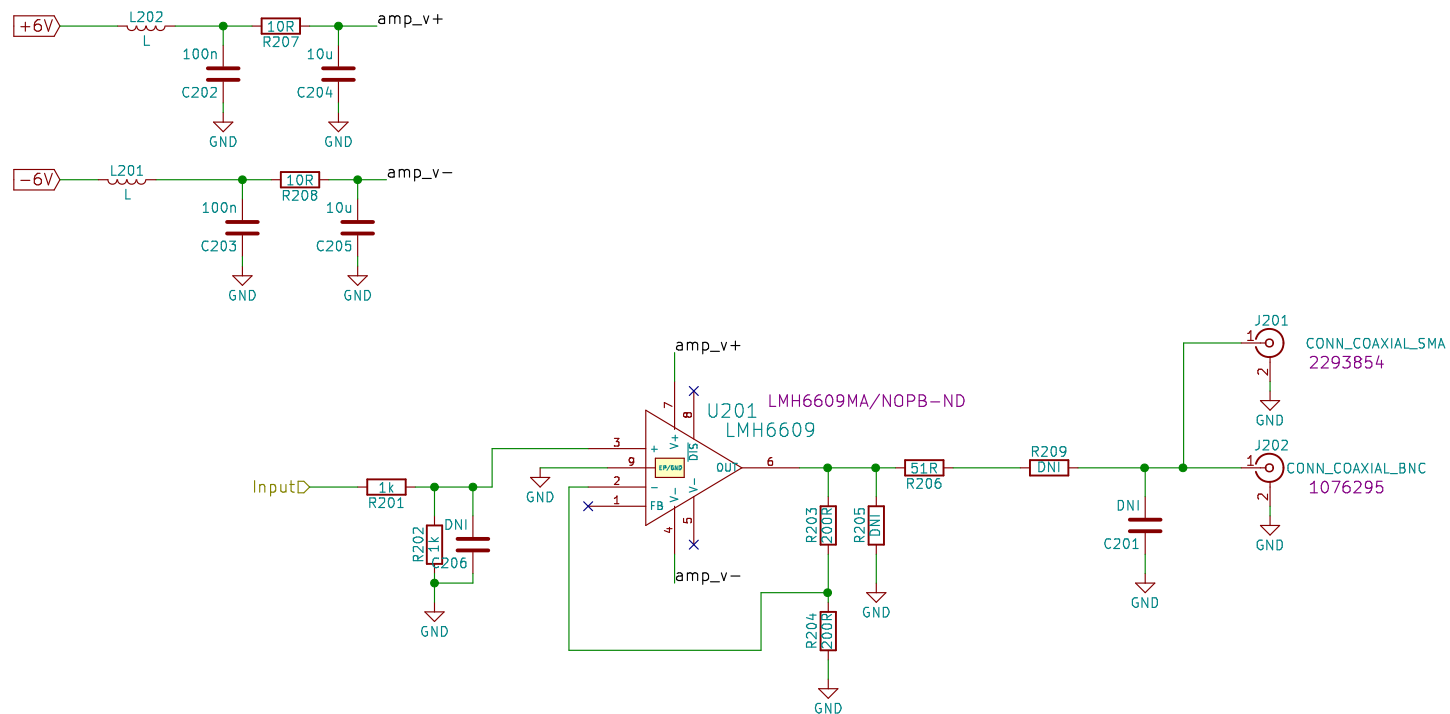 +6V
L202
L
10R
R207
amp_v+
100n
C202
10u
C204
GND
GND
-6V
L201
L
10R
R208
amp_v-
100n
C203
10u
C205
GND
GND
Input
1k
R201
R202
1k
DNI
C206
GND
GND
amp_v+
7
8
V+
DIS
3
+
9
EP/GND
2
-
1
FB
V-
V-
4
5
OUT
6
amp_v-
U201
LMH6609
LMH6609MA/NOPB-ND
R203
200R
R205
DNI
GND
R204
200R
GND
51R
R206
R209
DNI
DNI
C201
GND
J201
1
2
CONN_COAXIAL_SMA
2293854
GND
J202
1
2
CONN_COAXIAL_BNC
1076295
GND